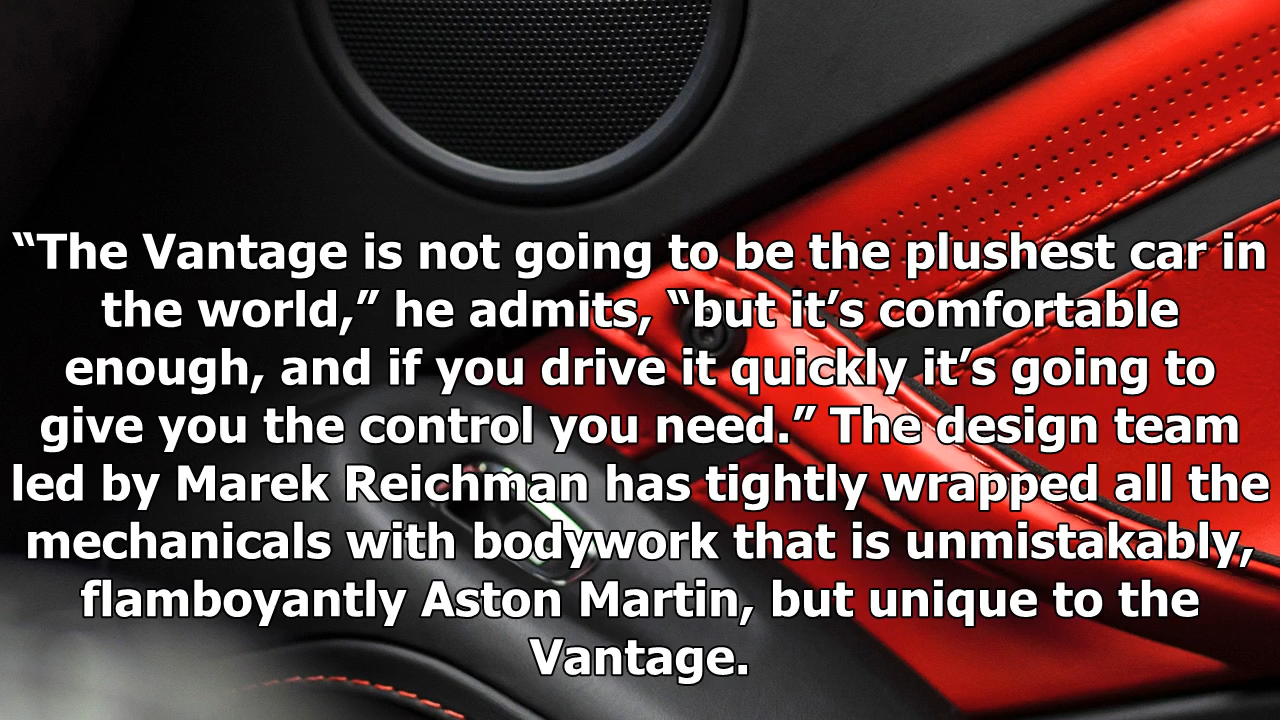 “The Vantage is not going to be the plushest car in
the world,” he admits, “but it’s comfortable
enough, and if you drive it quickly it’s going to
give you the control you need.” The design team
led by Marek Reichman has tightly wrapped all the
mechanicals with bodywork that is unmistakably,
flamboyantly Aston Martin, but unique to the
Vantage.